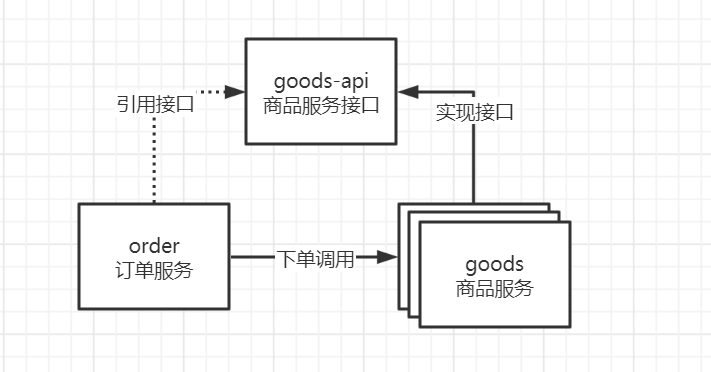 goods-api
商品服务接口
引用接口
实现接口
order
订单服务
下单调用
goods
商品服务